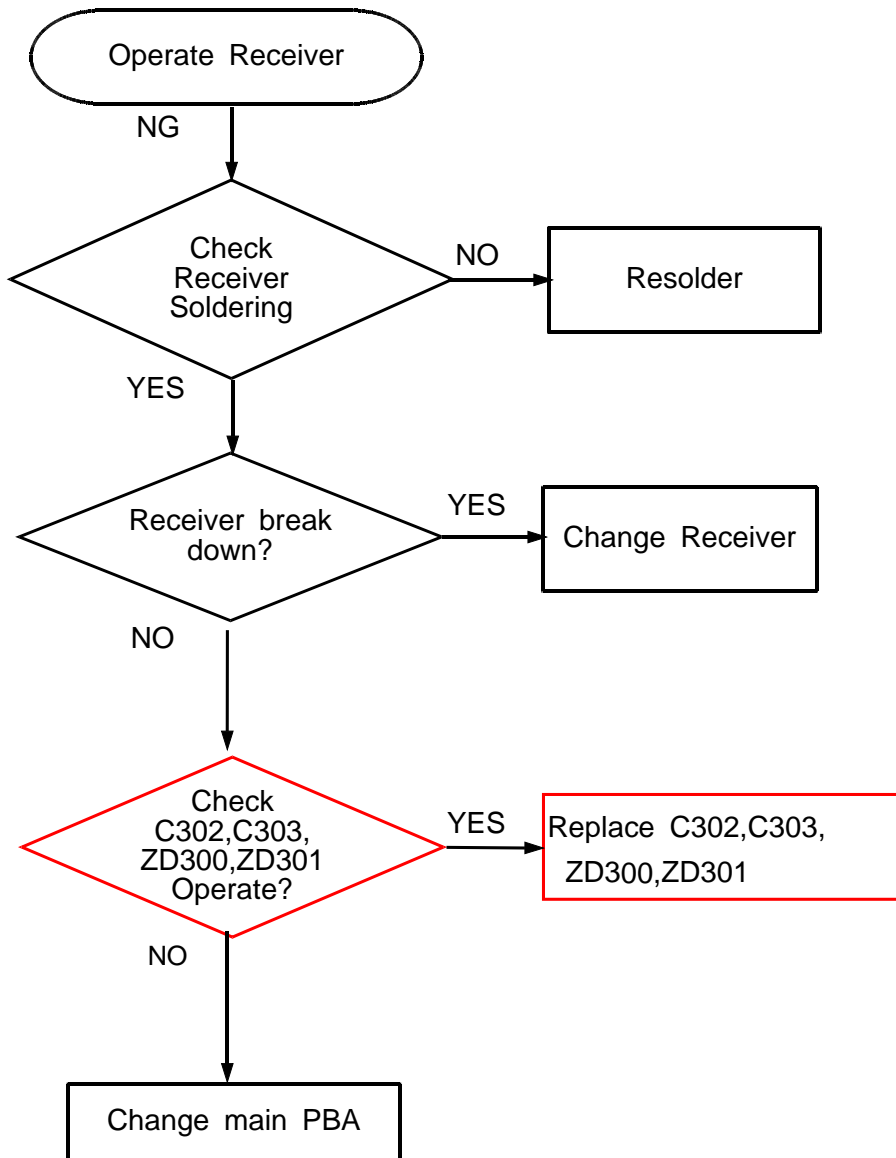 Operate Receiver
NG
Check
Receiver
Soldering
NO
Resolder
YES
Receiver break
down?
YES
Change Receiver
NO
Check
C302,C303,
ZD300,ZD301
Operate?
YES
Replace C302,C303,
ZD300,ZD301
NO
Change main PBA